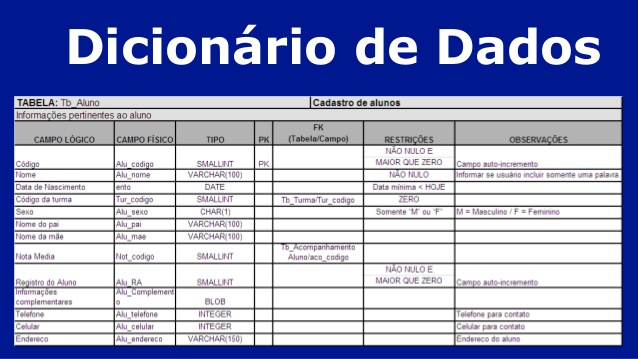 Dicionário de Dados
TABELA: Tb_Aluno Cadastro de alunos
Informações pertinentes ao aluno
CAMPO LÓGICO CAMPO FÍSICO TIPO PK FK (Tabela/Campo) RESTRIÇÕES OBSERVAÇÕES
Código Alu_codigo SMALLINT PK NÃO NULO E MAIOR QUE ZERO Campo auto-incremento
Nome Alu_nome VARCHAR(100) NÃO NULO Informar se usuário incluir somente uma palavra
Data de Nascimento ento DATE Data mínima < HOJE
Código da turma Tur_codigo SMALLINT Tb_Turma/Tur_codigo ZERO
Sexo Alu_sexo CHAR(1) Somente "M" ou "F" M = Masculino / F = Feminino
Nome do pai Alu_pai VARCHAR(100)
Nome da mãe Alu_mae VARCHAR(100)
Nota Media Not_codigo SMALLINT Tb_Acompanhamento Aluno/aco_codigo
Registro do Aluno Alu_RA SMALLINT NÃO NULO E MAIOR QUE ZERO Campo auto-incremento
Informações complementares Alu_Complement o BLOB
Telefone Alu_telefone INTEGER Telefone para contato
Celular Alu_celular INTEGER Celular para contato
Endereco Alu_endereco VARCHAR(150) Endereco do aluno